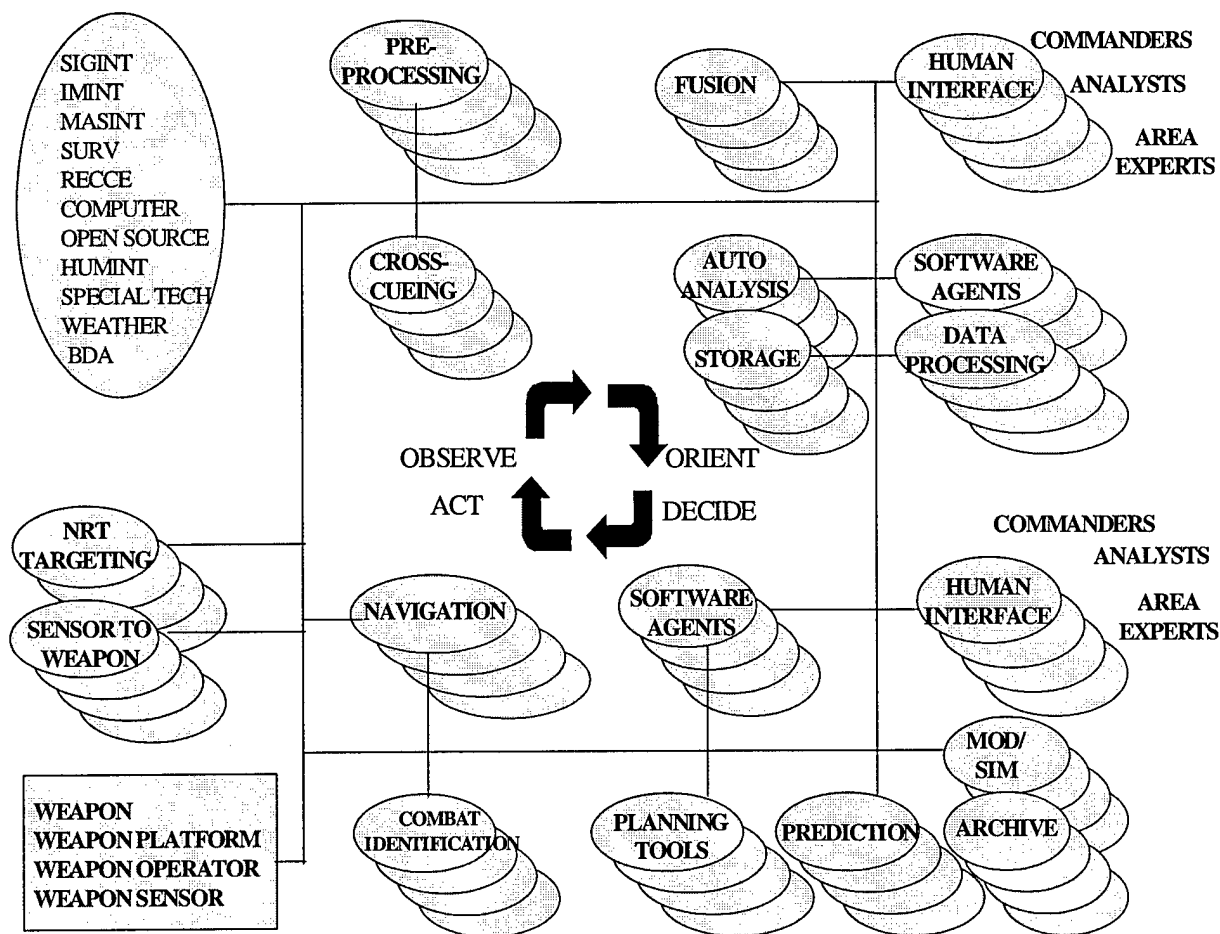 SIGINT
IMINT
MASINT
SURV
RECCE
COMPUTER
OPEN SOURCE
HUMINT
SPECIAL TECH
WEATHER
BDA
PRE-
PROCESSING
FUSION
HUMAN
INTERFACE
COMMANDERS
ANALYSTS
AREA
EXPERTS
CROSS-
CUEING
AUTO
ANALYSIS
SOFTWARE
AGENTS
STORAGE
DATA
PROCESSING
OBSERVE
ORIENT
ACT
DECIDE
NRT
TARGETING
SENSOR TO
WEAPON
NAVIGATION
SOFTWARE
AGENTS
HUMAN
INTERFACE
COMMANDERS
ANALYSTS
AREA
EXPERTS
WEAPON
WEAPON PLATFORM
WEAPON OPERATOR
WEAPON SENSOR
COMBAT
IDENTIFICATION
PLANNING
TOOLS
PREDICTION
MOD/
SIM
ARCHIVE